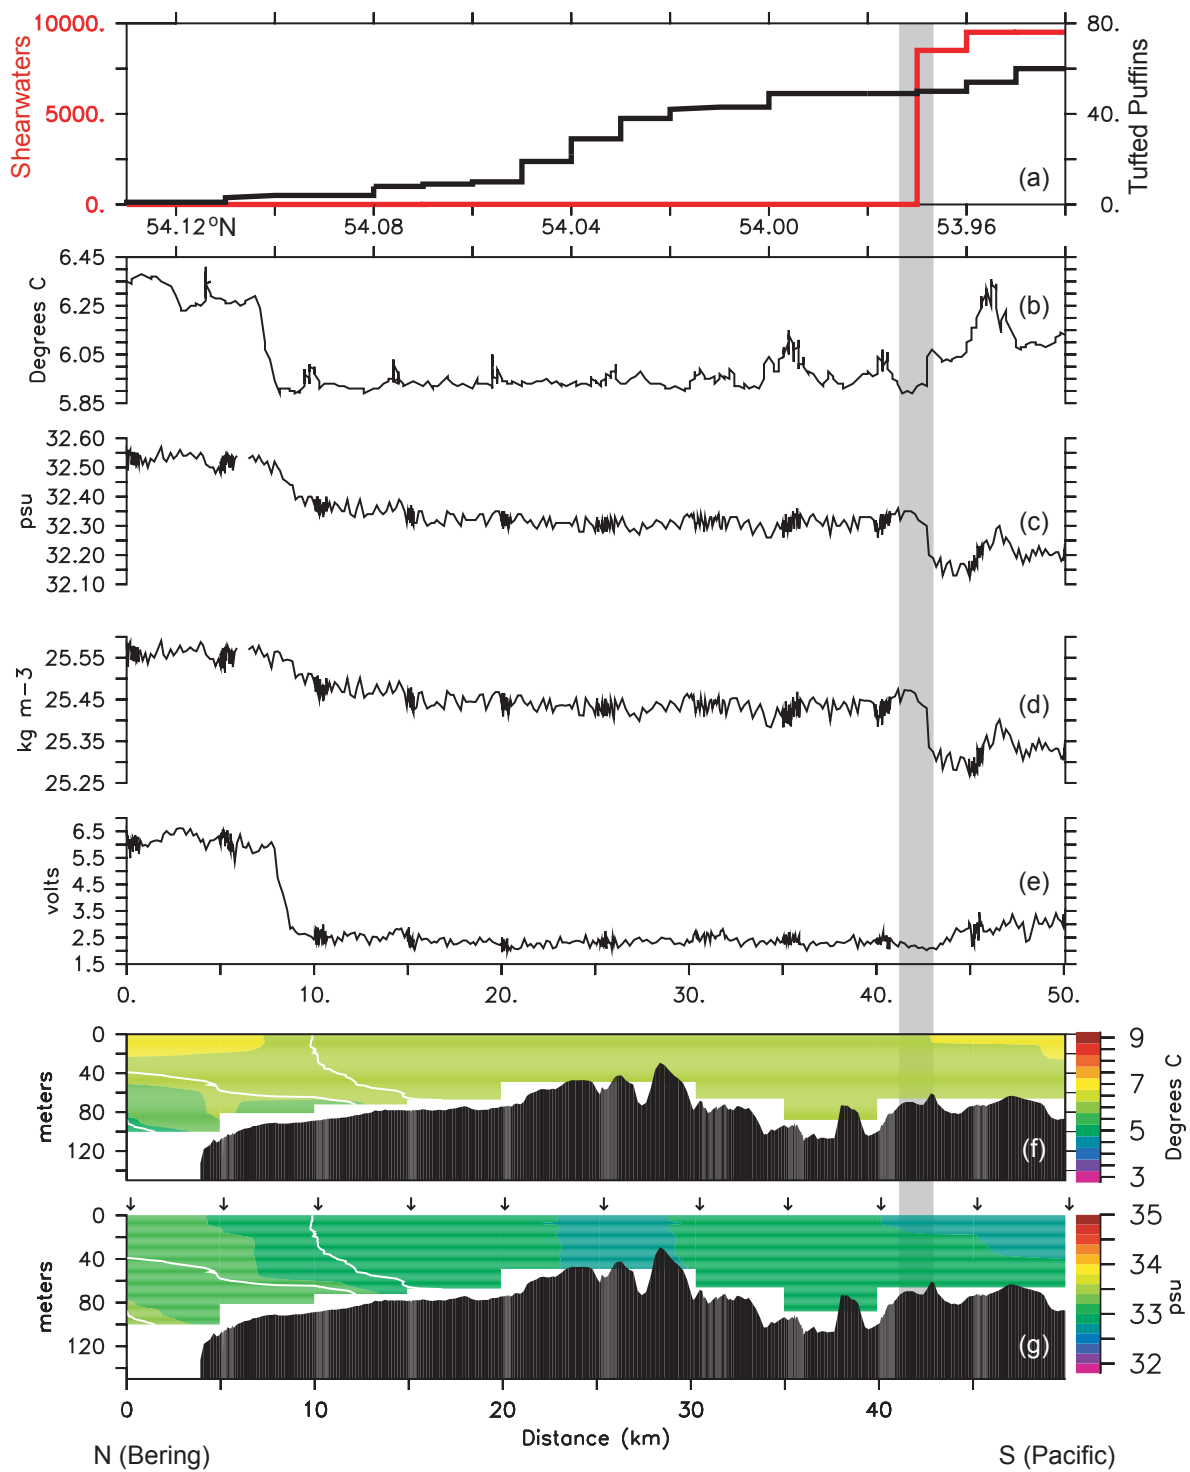 10000.
5000.
0.
Shearwaters
80.
40.
0.
Tufted Puffins
(a)
54.12°N 54.08 54.04 54.00 53.96
6.45
6.25
6.05
5.85
Degrees C
(b)
32.60
32.50
32.40
32.30
32.20
32.10
psu
(c)
25.55
25.45
25.35
25.25
kg m-3
(d)
6.5
5.5
4.5
3.5
2.5
1.5
volts
(e)
0. 10. 20. 30. 40. 50.
0
40
80
120
meters
(f)
9
7
5
3
Degrees C
0
40
80
120
meters
(g)
35
34
33
32
psu
0 10 20 30 40
Distance (km)
N (Bering) S (Pacific)